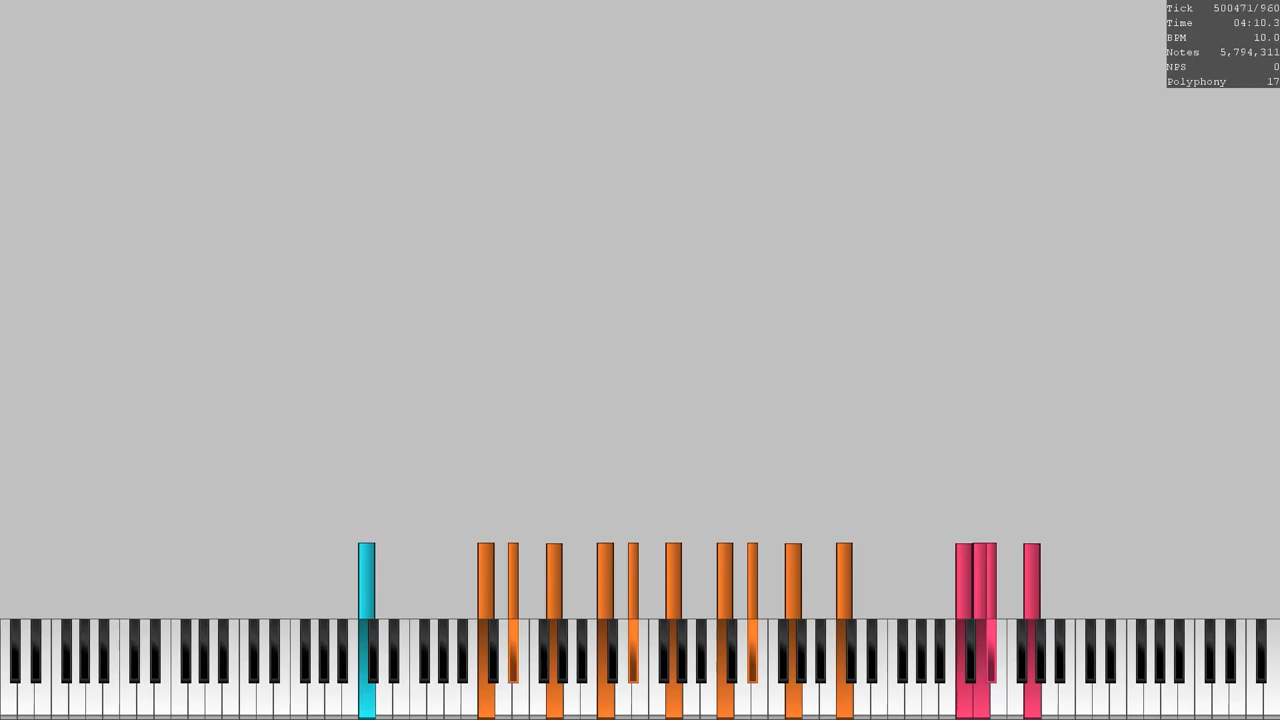 Tick 500471/960
Time 04:10.3
BPM 10.0
Notes 5,794,311
NPS 0
Polyphony 17